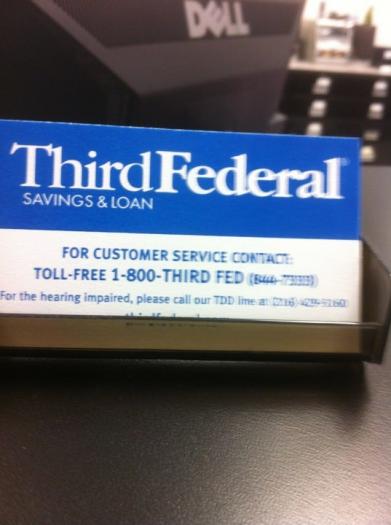 DELL
ThirdFederal
SAVINGS & LOAN
FOR CUSTOMER SERVICE CONTACT:
TOLL-FREE 1-800-THIRD FED
For the hearing impaired, please call our TDD line at